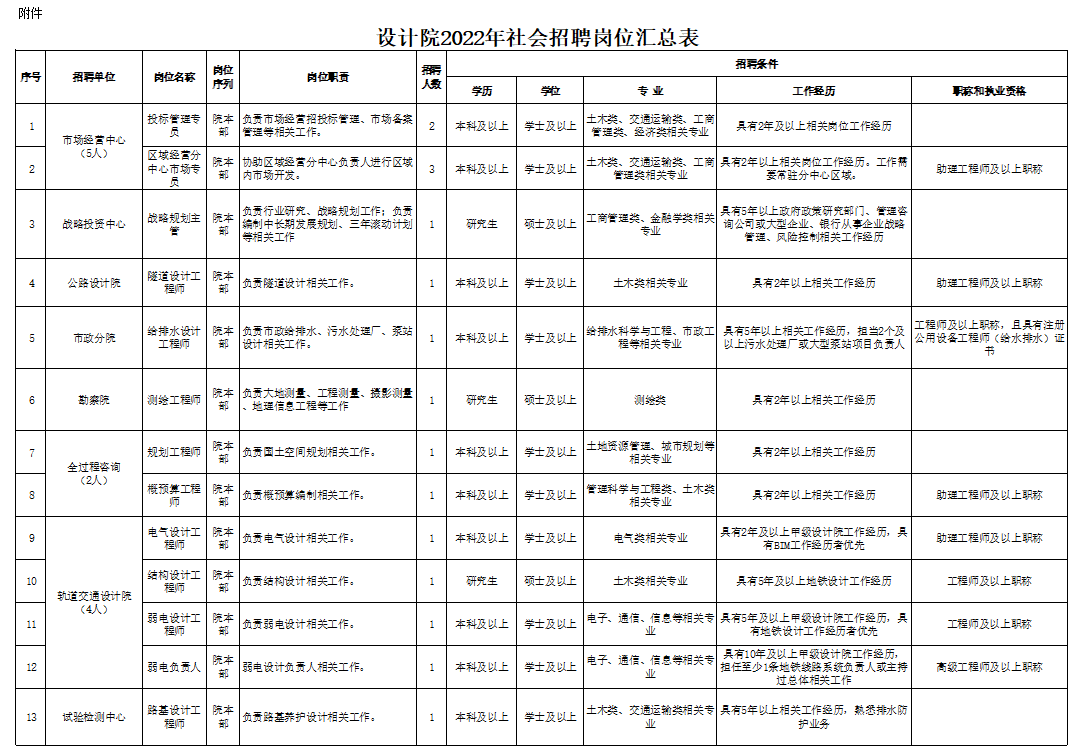 附件
设计院2022年社会招聘岗位汇总表
序号 招聘单位 岗位名称 岗位序列 岗位职责 招聘人数 招聘条件
学历 学位 专 业 工作经历 职称和执业资格
1 市场经营中心（5人） 投标管理专员 院本部 负责市场经营招投标管理、市场备案管理等相关工作。 2 本科及以上 学士及以上 土木类、交通运输类、工商管理类、经济类相关专业 具有2年及以上相关岗位工作经历
2 区域经营分中心市场专员 院本部 协助区域经营分中心负责人进行区域内市场开发。 3 本科及以上 学士及以上 土木类、交通运输类、工商管理类相关专业 具有2年以上相关岗位工作经历。工作需要常驻分中心区域。 助理工程师及以上职称
3 战略投资中心 战略规划主管 院本部 负责行业研究、战略规划工作；负责编制中长期发展规划、三年滚动计划等相关工作 1 研究生 硕士及以上 工商管理类、金融学类相关专业 具有5年以上政府政策研究部门、管理咨询公司或大型企业、银行从事企业战略管理、风险控制相关工作经历
4 公路设计院 隧道设计工程师 院本部 负责隧道设计相关工作。 1 本科及以上 学士及以上 土木类相关专业 具有2年以上相关工作经历 助理工程师及以上职称
5 市政分院 给排水设计工程师 院本部 负责市政给排水、污水处理厂、泵站设计相关工作。 1 本科及以上 学士及以上 给排水科学与工程、市政工程等相关专业 具有5年以上相关工作经历，担当2个及以上污水处理厂或大型泵站项目负责人 工程师及以上职称，且具有注册公用设备工程师（给水排水）证书
6 勘察院 测绘工程师 院本部 负责大地测量、工程测量、摄影测量、地理信息工程等工作 1 研究生 硕士及以上 测绘类 具有2年以上相关工作经历
7 全过程咨询（2人） 规划工程师 院本部 负责国土空间规划相关工作。 1 本科及以上 学士及以上 土地资源管理、城市规划等相关专业 具有2年以上相关工作经历
8 概预算工程师 院本部 负责概预算编制相关工作。 1 本科及以上 学士及以上 管理科学与工程类、土木类相关专业 具有2年以上相关工作经历 助理工程师及以上职称
9 轨道交通设计院（4人） 电气设计工程师 院本部 负责电气设计相关工作。 1 本科及以上 学士及以上 电气类相关专业 具有2年及以上甲级设计院工作经历，具有BIM工作经历者优先 助理工程师及以上职称
10 结构设计工程师 院本部 负责结构设计相关工作。 1 研究生 硕士及以上 土木类相关专业 具有5年及以上地铁设计工作经历 工程师及以上职称
11 弱电设计工程师 院本部 负责弱电设计相关工作。 1 本科及以上 学士及以上 电子、通信、信息等相关专业 具有5年及以上甲级设计院工作经历，具有地铁设计工作经历者优先 工程师及以上职称
12 弱电负责人 院本部 弱电设计负责人相关工作。 1 本科及以上 学士及以上 电子、通信、信息等相关专业 具有10年及以上甲级设计院工作经历，担任至少1条地铁线路系统负责人或主持过总体相关工作 高级工程师及以上职称
13 试验检测中心 路基设计工程师 院本部 负责路基养护设计相关工作。 1 本科及以上 学士及以上 土木类、交通运输类相关专业 具有5年以上相关工作经历，熟悉排水防护业务